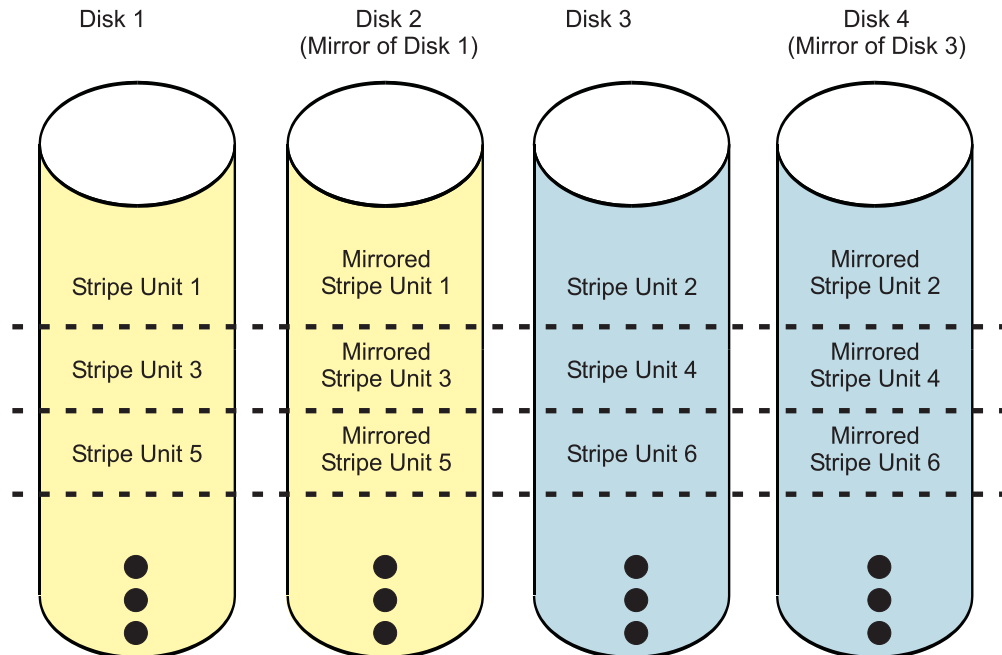 Disk 1
Disk 2
(Mirror of Disk 1)
Disk 3
Disk 4
(Mirror of Disk 3)
Stripe Unit 1
Mirrored
Stripe Unit 1
Stripe Unit 2
Mirrored
Stripe Unit 2
Stripe Unit 3
Mirrored
Stripe Unit 3
Stripe Unit 4
Mirrored
Stripe Unit 4
Stripe Unit 5
Mirrored
Stripe Unit 5
Stripe Unit 6
Mirrored
Stripe Unit 6